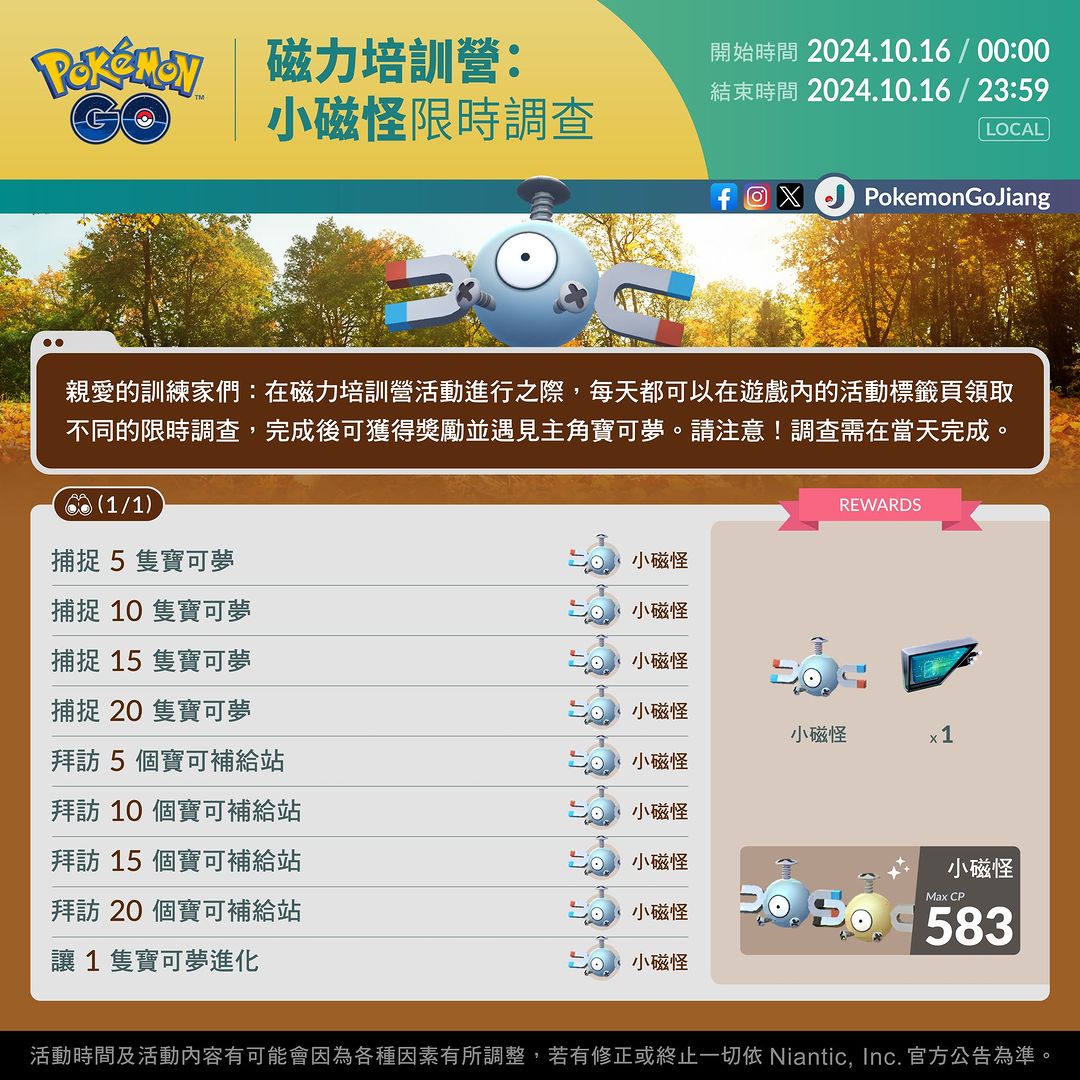 POKÉMON GO™
磁力培訓營：
小磁怪限時調查
開始時間 2024.10.16 / 00:00
結束時間 2024.10.16 / 23:59
LOCAL
PokemonGoJiang
親愛的訓練家們：在磁力培訓營活動進行之際，每天都可以在遊戲內的活動標籤頁領取
不同的限時調查，完成後可獲得獎勵並遇見主角寶可夢。請注意！調查需在當天完成。
(1/1)
捕捉 5 隻寶可夢 小磁怪
捕捉 10 隻寶可夢 小磁怪
捕捉 15 隻寶可夢 小磁怪
捕捉 20 隻寶可夢 小磁怪
拜訪 5 個寶可補給站 小磁怪
拜訪 10 個寶可補給站 小磁怪
拜訪 15 個寶可補給站 小磁怪
拜訪 20 個寶可補給站 小磁怪
讓 1 隻寶可夢進化 小磁怪
REWARDS
小磁怪 x 1
小磁怪
Max CP
583
活動時間及活動內容有可能會因為各種因素有所調整，若有修正或終止一切依 Niantic, Inc. 官方公告為準。